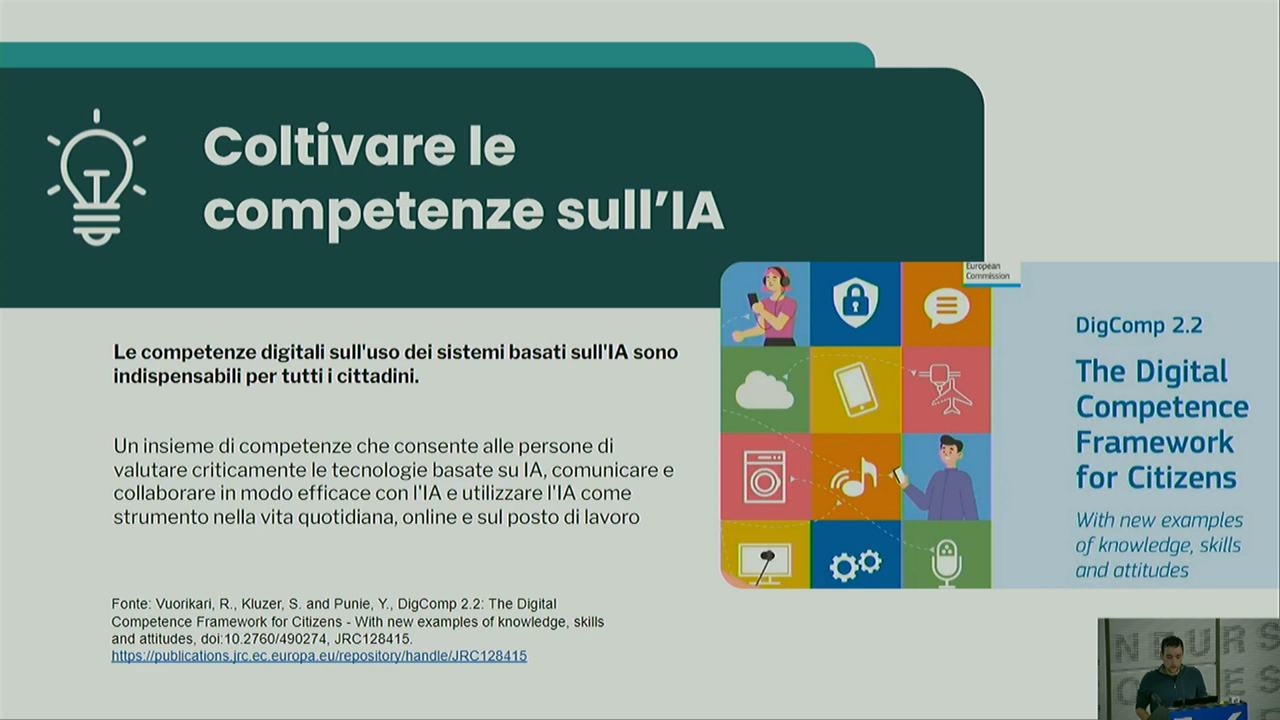 Coltivare le
competenze sull'IA
Le competenze digitali sull'uso dei sistemi basati sull'IA sono
indispensabili per tutti i cittadini.
Un insieme di competenze che consente alle persone di
valutare criticamente le tecnologie basate su IA, comunicare e
collaborare in modo efficace con l'IA e utilizzare l'IA come
strumento nella vita quotidiana, online e sul posto di lavoro
Fonte: Vuorikari, R., Kluzer, S. and Punie, Y., DigComp 2.2: The Digital
Competence Framework for Citizens - With new examples of knowledge, skills
and attitudes, doi:10.2760/490274, JRC128415.
https://publications.jrc.ec.europa.eu/repository/handle/JRC128415
European
Commission
DigComp 2.2
The Digital
Competence
Framework
for Citizens
With new examples
of knowledge, skills
and attitudes